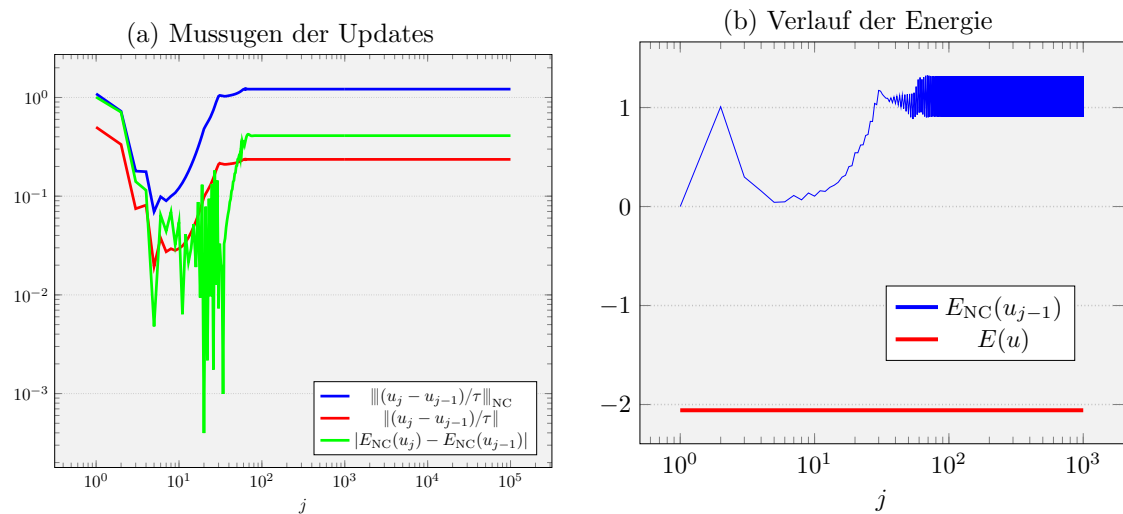 (a) Mussugen der Updates
10^0
10^{-1}
10^{-2}
10^{-3}
10^0 10^1 10^2 10^3 10^4 10^5
j
|||(u_j − u_{j−1})/τ|||_NC
||(u_j − u_{j−1})/τ||
|E_NC(u_j) − E_NC(u_{j−1})|
(b) Verlauf der Energie
1
0
−1
−2
10^0 10^1 10^2 10^3
j
E_NC(u_{j−1})
E(u)